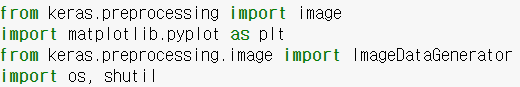 from keras.preprocessing import image
import matplotlib.pyplot as plt
from keras.preprocessing.image import ImageDataGenerator
import os, shutil